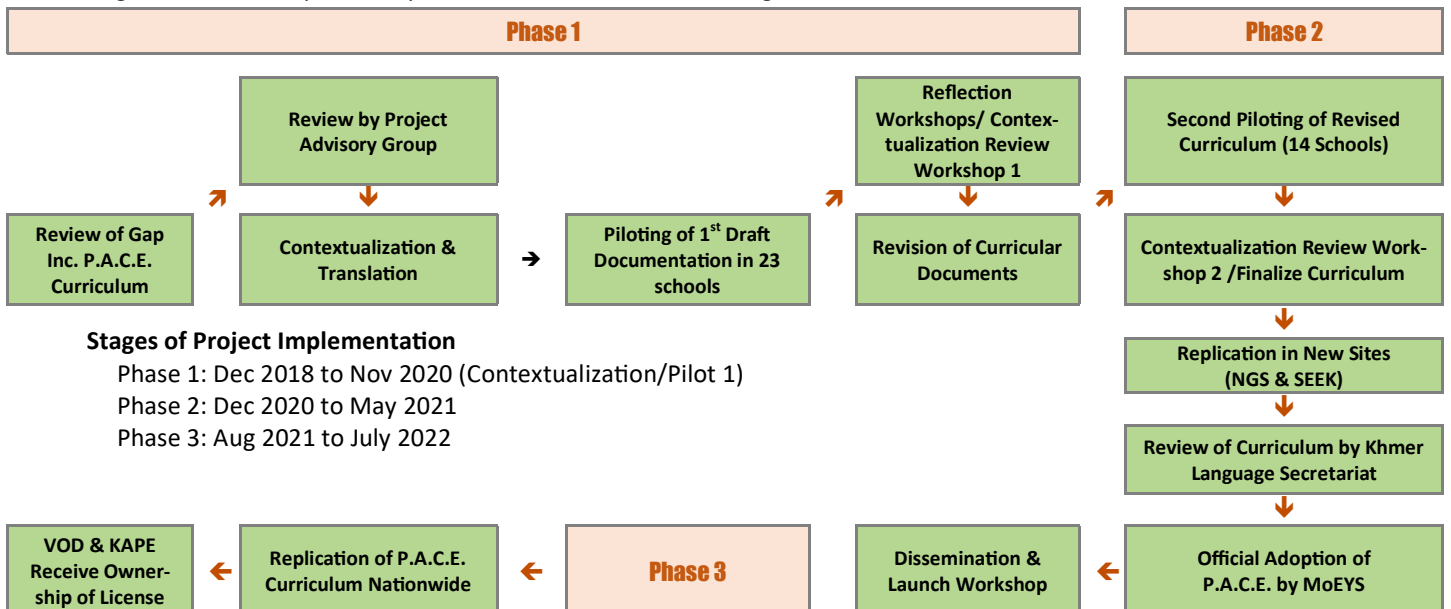 Phase 1
Phase 2
Review by Project
Advisory Group
Reflection
Workshops/ Contex-
tualization Review
Workshop 1
Second Piloting of Revised
Curriculum (14 Schools)
Review of Gap
Inc. P.A.C.E.
Curriculum
Contextualization &
Translation
Piloting of 1st Draft
Documentation in 23
schools
Revision of Curricular
Documents
Contextualization Review Work-
shop 2 /Finalize Curriculum
Stages of Project Implementation
Phase 1: Dec 2018 to Nov 2020 (Contextualization/Pilot 1)
Phase 2: Dec 2020 to May 2021
Phase 3: Aug 2021 to July 2022
Replication in New Sites
(NGS & SEEK)
Review of Curriculum by Khmer
Language Secretariat
VOD & KAPE
Receive Owner-
ship of License
Replication of P.A.C.E.
Curriculum Nationwide
Phase 3
Dissemination &
Launch Workshop
Official Adoption of
P.A.C.E. by MoEYS